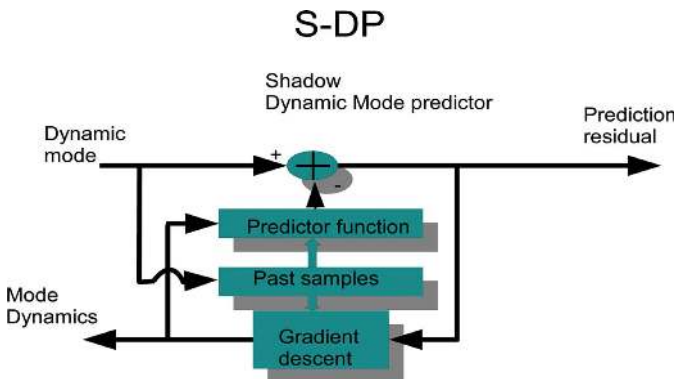 S-DP
Shadow
Dynamic Mode predictor
Prediction
residual
Dynamic
mode
+
-
Predictor function
Past samples
Mode
Dynamics
Gradient
descent